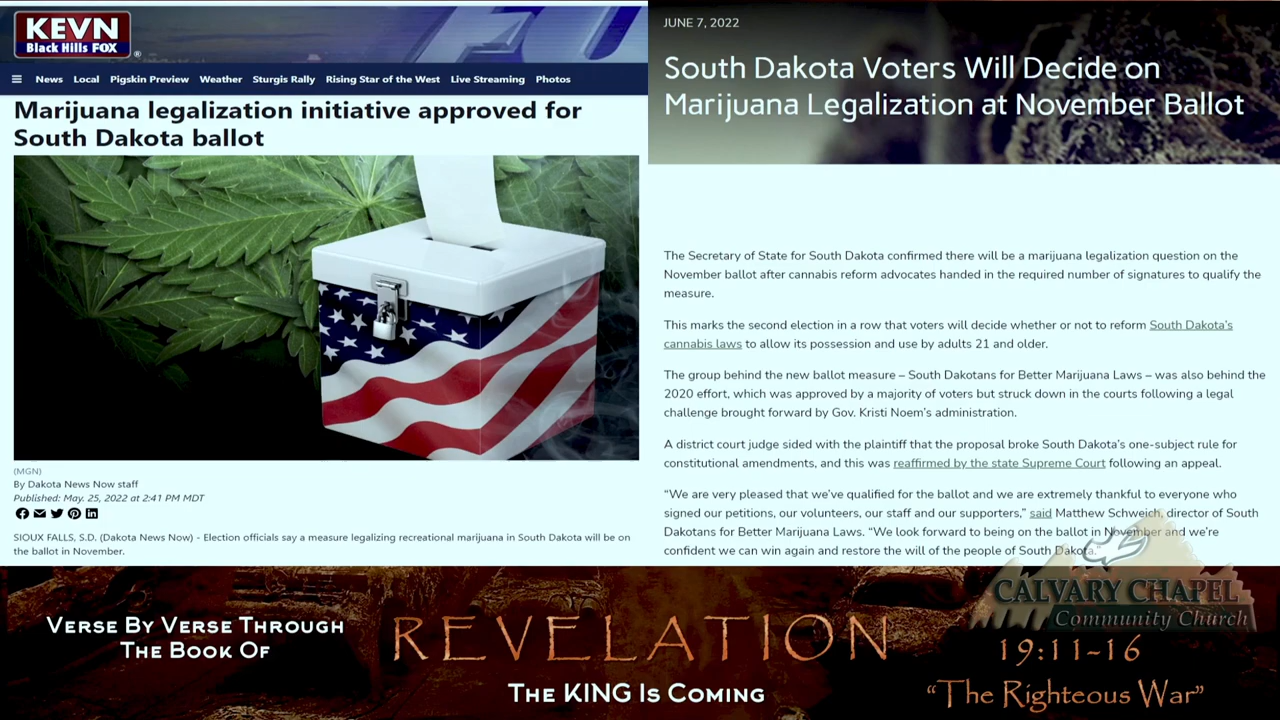 KEVN
Black Hills FOX
®
News Local Pigskin Preview Weather Sturgis Rally Rising Star of the West Live Streaming Photos
Marijuana legalization initiative approved for
South Dakota ballot
(MGN)
By Dakota News Now staff
Published: May. 25, 2022 at 2:41 PM MDT
SIOUX FALLS, S.D. (Dakota News Now) - Election officials say a measure legalizing recreational marijuana in South Dakota will be on
the ballot in November.
JUNE 7, 2022
South Dakota Voters Will Decide on
Marijuana Legalization at November Ballot
The Secretary of State for South Dakota confirmed there will be a marijuana legalization question on the
November ballot after cannabis reform advocates handed in the required number of signatures to qualify the
measure.
This marks the second election in a row that voters will decide whether or not to reform South Dakota's
cannabis laws to allow its possession and use by adults 21 and older.
The group behind the new ballot measure – South Dakotans for Better Marijuana Laws – was also behind the
2020 effort, which was approved by a majority of voters but struck down in the courts following a legal
challenge brought forward by Gov. Kristi Noem's administration.
A district court judge sided with the plaintiff that the proposal broke South Dakota's one-subject rule for
constitutional amendments, and this was reaffirmed by the state Supreme Court following an appeal.
"We are very pleased that we've qualified for the ballot and we are extremely thankful to everyone who
signed our petitions, our volunteers, our staff and our supporters," said Matthew Schweich, director of South
Dakotans for Better Marijuana Laws. "We look forward to being on the ballot in November and we're
confident we can win again and restore the will of the people of South Dakota."
CALVARY CHAPEL
Community Church
VERSE BY VERSE THROUGH
THE BOOK OF
REVELATION
19:11-16
THE KING IS COMING
"The Righteous War"